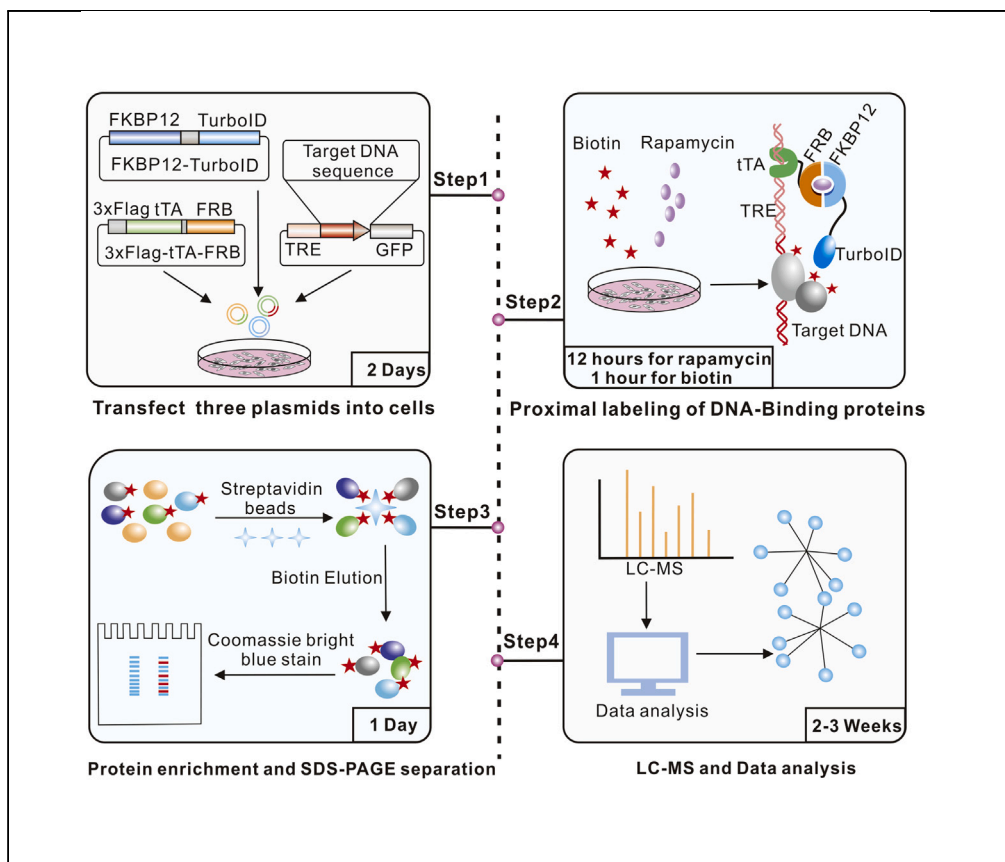 FKBP12 TurboID
FKBP12-TurboID
Target DNA
sequence
3xFlag tTA FRB
3xFlag-tTA-FRB
TRE GFP
2 Days
Step1
Transfect three plasmids into cells
Biotin Rapamycin
tTA
FRB
FKBP12
TRE
TurboID
Target DNA
12 hours for rapamycin
1 hour for biotin
Step2
Proximal labeling of DNA-Binding proteins
Streptavidin
beads
Biotin Elution
Coomassie bright
blue stain
1 Day
Step3
Protein enrichment and SDS-PAGE separation
LC-MS
Data analysis
2-3 Weeks
Step4
LC-MS and Data analysis